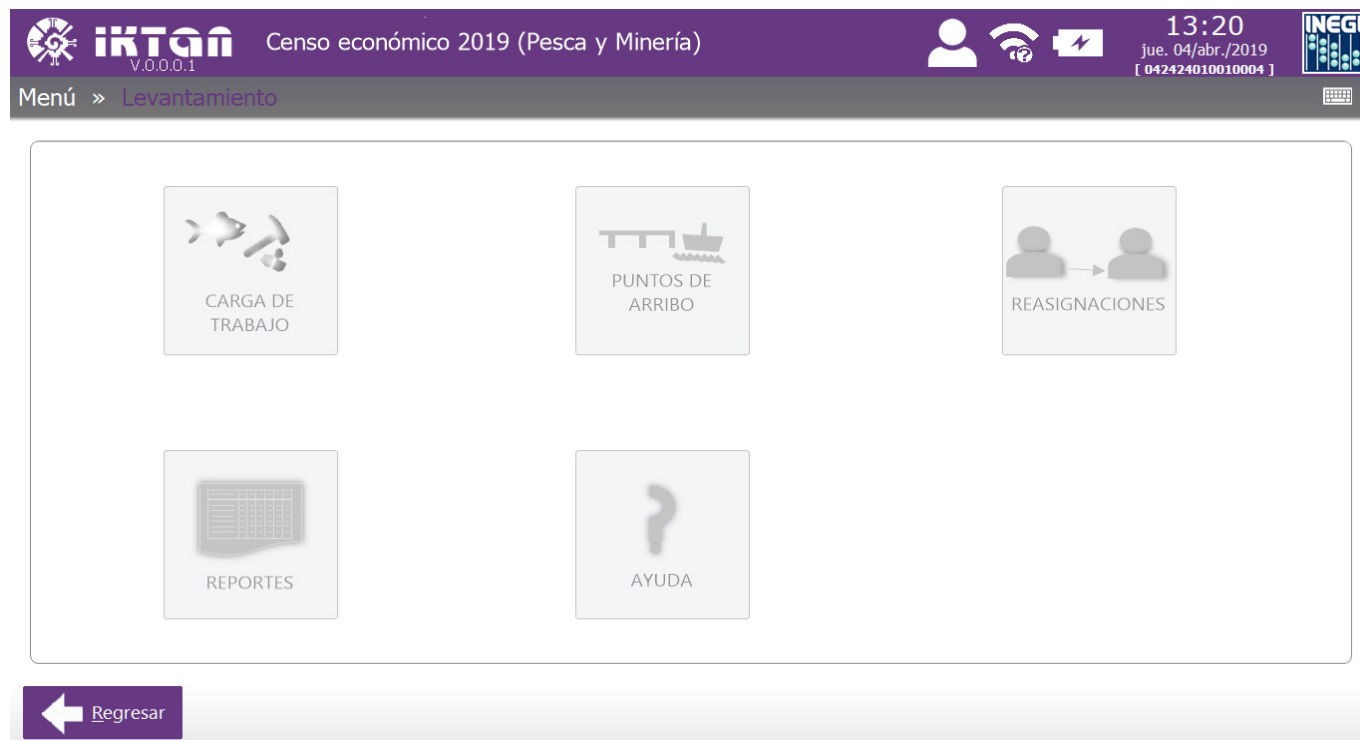 iKTan
V.0.0.0.1
Censo económico 2019 (Pesca y Minería)
13:20
jue. 04/abr./2019
[ 042424010010004 ]
INEGI
Menú » Levantamiento
CARGA DE
TRABAJO
PUNTOS DE
ARRIBO
REASIGNACIONES
REPORTES
AYUDA
Regresar